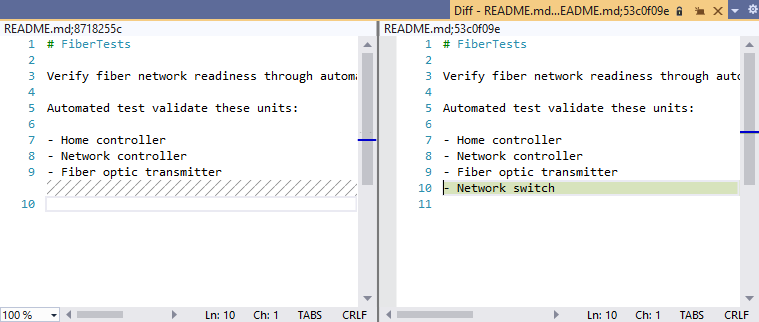 Diff - README.md...EADME.md;53c0f09e
README.md;8718255c
1 # FiberTests
2
3 Verify fiber network readiness through
4
5 Automated test validate these units:
6
7 - Home controller
8 - Network controller
9 - Fiber optic transmitter
10
100 % Ln: 10 Ch: 1 TABS CRLF
README.md;53c0f09e
1 # FiberTests
2
3 Verify fiber network readiness through
4
5 Automated test validate these units:
6
7 - Home controller
8 - Network controller
9 - Fiber optic transmitter
10 - Network switch
11
Ln: 10 Ch: 1 TABS CRLF